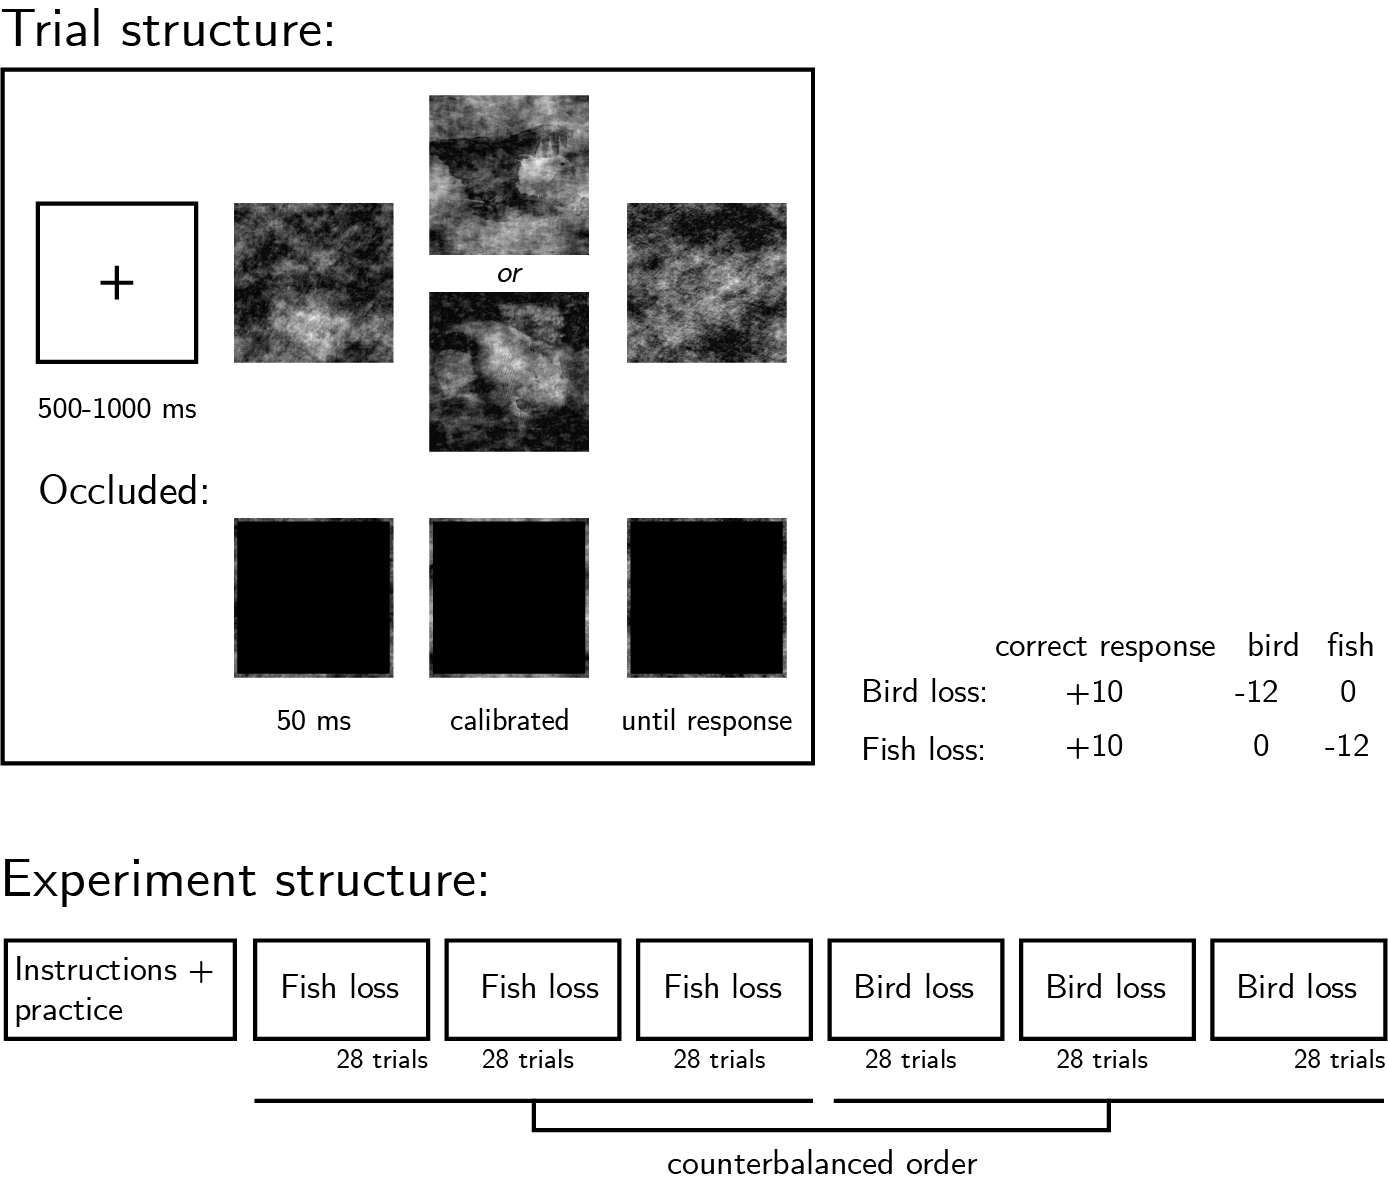 Trial structure:
or
+
500-1000 ms
Occluded:
50 ms calibrated until response
correct response bird fish
Bird loss: +10 -12 0
Fish loss: +10 0 -12
Experiment structure:
Instructions +
practice
Fish loss Fish loss Fish loss Bird loss Bird loss Bird loss
28 trials 28 trials 28 trials 28 trials 28 trials 28 trials
counterbalanced order